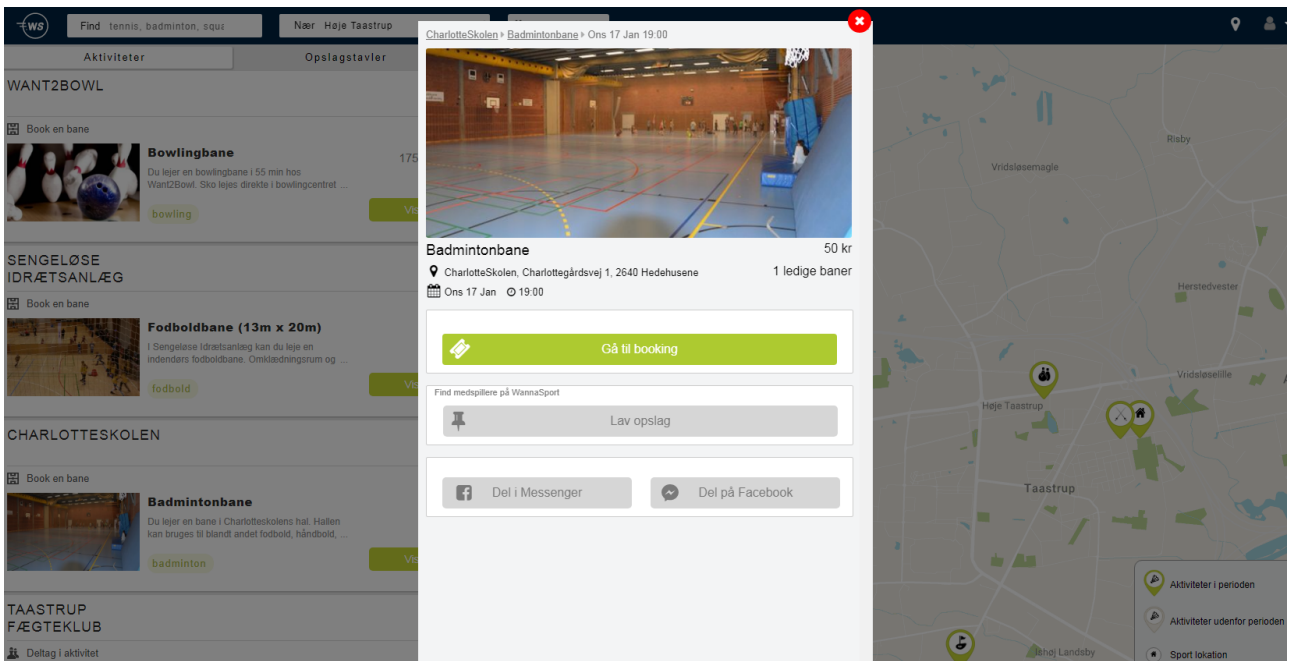 WS
Find tennis, badminton, squa
Nær Høje Taastrup
Aktiviteter
Opslagstavler
WANT2BOWL
Book en bane
Bowlingbane
175
Du lejer en bowlingbane i 55 min hos
Want2Bowl. Sko lejes direkte i bowlingcentret ...
bowling
Vis
SENGELØSE
IDRÆTSANLÆG
Book en bane
Fodboldbane (13m x 20m)
I Sengeløse Idrætsanlæg kan du leje en
indendørs fodboldbane. Omklædningsrum og ...
fodbold
Vis
CHARLOTTESKOLEN
Book en bane
Badmintonbane
Du lejer en bane i Charlotteskolens hal. Hallen
kan bruges til blandt andet fodbold, håndbold, ...
badminton
Vis
TAASTRUP
FÆGTEKLUB
Deltag i aktivitet
CharlotteSkolen › Badmintonbane › Ons 17 Jan 19:00
Badmintonbane
50 kr
CharlotteSkolen, Charlottegårdsvej 1, 2640 Hedehusene
1 ledige baner
Ons 17 Jan 19:00
Gå til booking
Find medspillere på WannaSport
Lav opslag
Del i Messenger
Del på Facebook
Risby
Vridsløsemagle
Herstedvester
Vridsløselille
Høje Taastrup
Taastrup
Ishøj Landsby
Aktiviteter i perioden
Aktiviteter udenfor perioden
Sport lokation